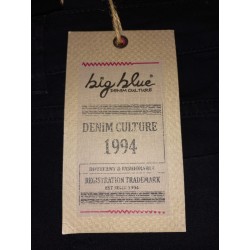 big blue®
DENIM CULTURE
DENIM CULTURE
1994
REGISTRATION TRADEMARK